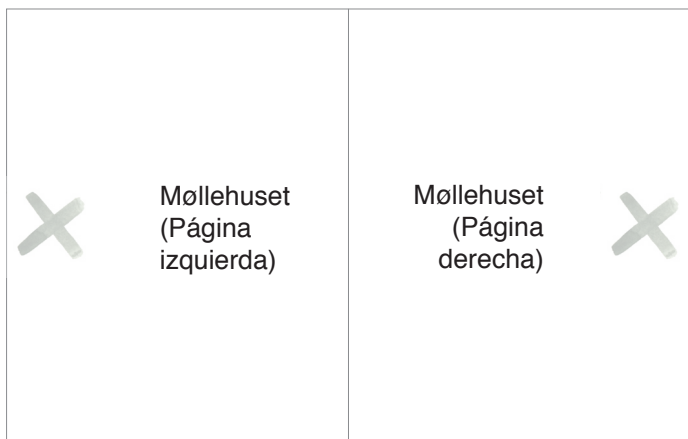 Møllehuset
(Página
izquierda)
Møllehuset
(Página
derecha)